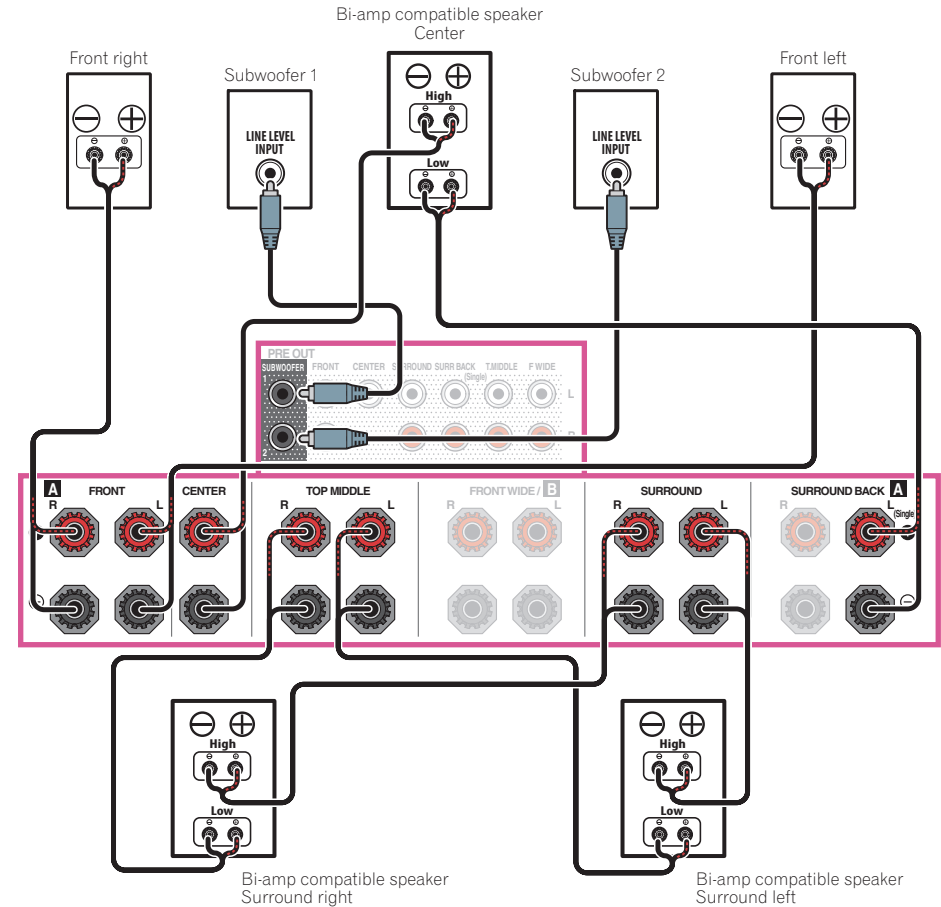 Bi-amp compatible speaker
Center
Front right
Subwoofer 1
Subwoofer 2
Front left
High
Low
LINE LEVEL
INPUT
LINE LEVEL
INPUT
PRE OUT
SUBWOOFER FRONT CENTER SURROUND SURR BACK T.MIDDLE F WIDE
(Single)
1
L
2
A FRONT CENTER TOP MIDDLE FRONT WIDE / B SURROUND SURROUND BACK A
R L R L R L R L R L
(Single
High
Low
High
Low
Bi-amp compatible speaker
Surround right
Bi-amp compatible speaker
Surround left